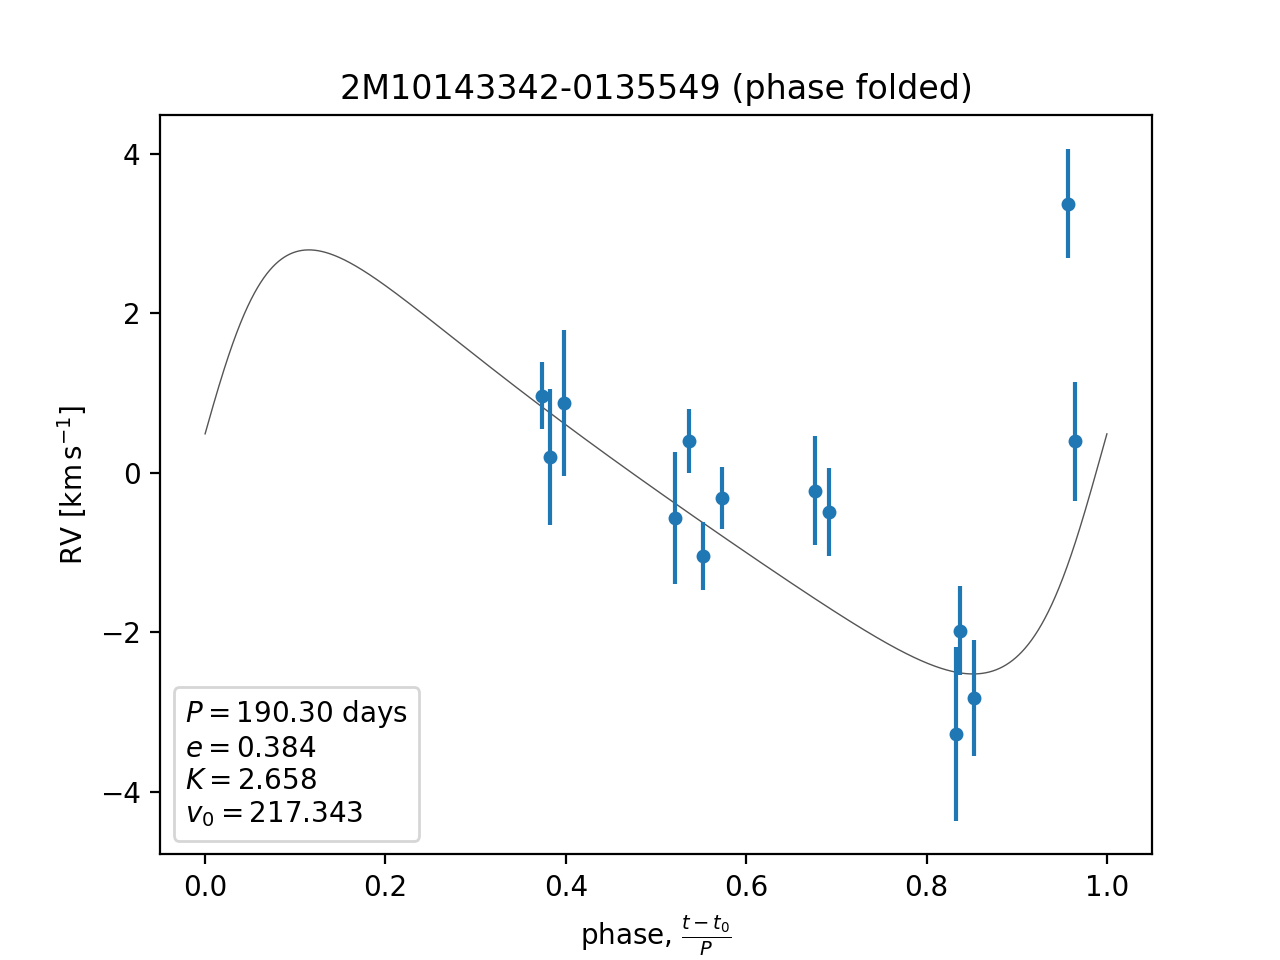 2M10143342-0135549 (phase folded)
RV [km s⁻¹]
4
2
0
−2
−4
P = 190.30 days
e = 0.384
K = 2.658
v₀ = 217.343
0.0 0.2 0.4 0.6 0.8 1.0
phase, (t − t₀)/P